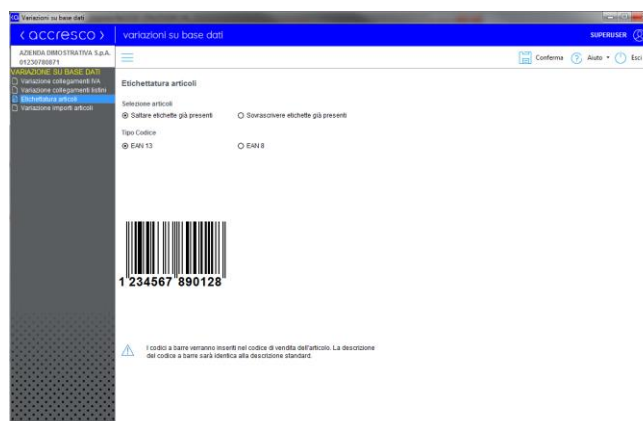 Variazioni su base dati
< accresco >
variazioni su base dati
SUPERUSER
AZIENDA DIMOSTRATIVA S.p.A.
01230780871
Conferma
Aiuto
Esci
VARIAZIONE SU BASE DATI
Variazione collegamenti IVA
Variazione collegamenti listini
Etichettatura articoli
Variazione importi articoli
Etichettatura articoli
Selezione articoli
Saltare etichette già presenti
Sovrascrivere etichette già presenti
Tipo Codice
EAN 13
EAN 8
1 234567 890128
I codici a barre verranno inseriti nel codice di vendita dell'articolo. La descrizione
del codice a barre sarà identica alla descrizione standard.